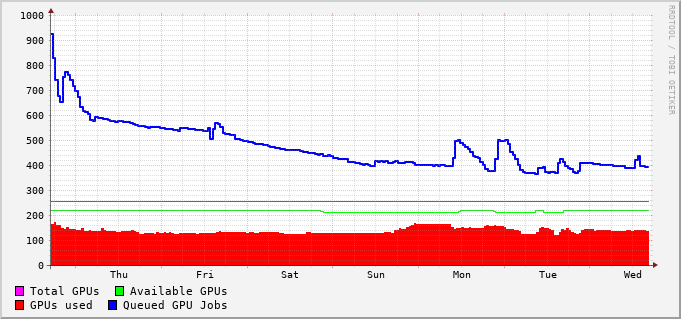 1000
900
800
700
600
500
400
300
200
100
0
Thu Fri Sat Sun Mon Tue Wed
Total GPUs Available GPUs
GPUs used Queued GPU Jobs
RRDTOOL / TOBI OETIKER